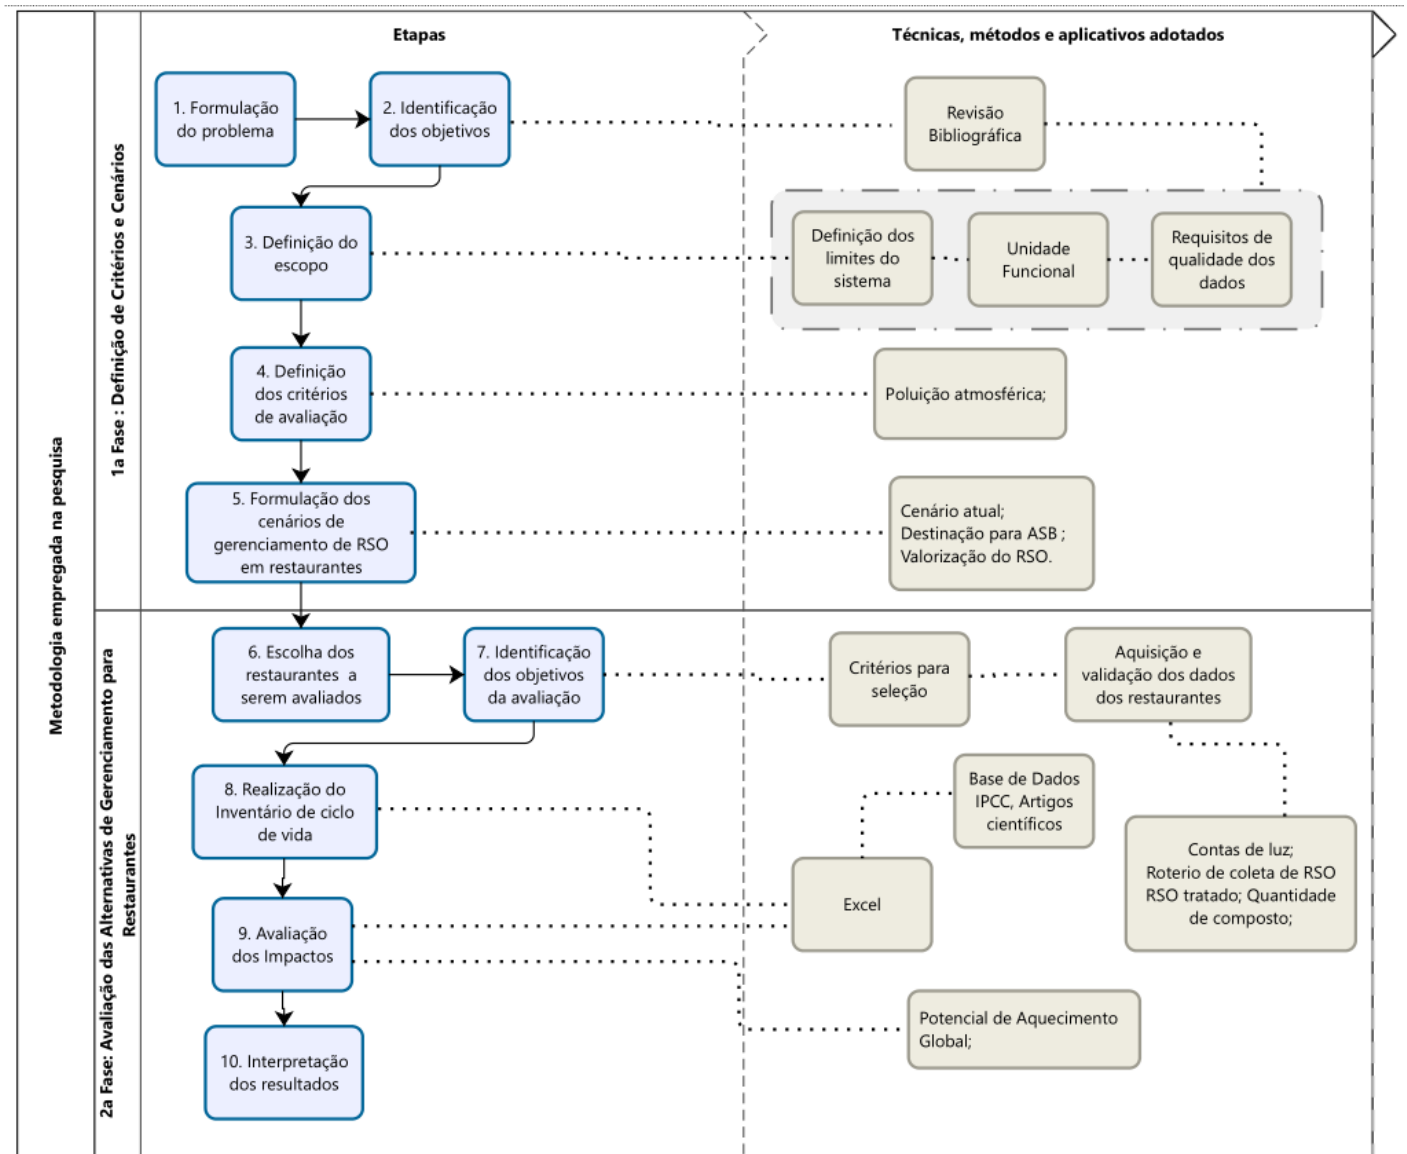 Etapas
Técnicas, métodos e aplicativos adotados
Metodologia empregada na pesquisa
1a Fase : Definição de Critérios e Cenários
1. Formulação
do problema
2. Identificação
dos objetivos
Revisão
Bibliográfica
3. Definição do
escopo
Definição dos
limites do
sistema
Unidade
Funcional
Requisitos de
qualidade dos
dados
4. Definição
dos critérios
de avaliação
Poluição atmosférica;
5. Formulação dos
cenários de
gerenciamento de RSO
em restaurantes
Cenário atual;
Destinação para ASB ;
Valorização do RSO.
2a Fase: Avaliação das Alternativas de Gerenciamento para
Restaurantes
6. Escolha dos
restaurantes a
serem avaliados
7. Identificação
dos objetivos
da avaliação
Critérios para
seleção
Aquisição e
validação dos dados
dos restaurantes
8. Realização do
Inventário de ciclo
de vida
Base de Dados
IPCC, Artigos
científicos
Contas de luz;
Roterio de coleta de RSO
RSO tratado; Quantidade
de composto;
Excel
9. Avaliação
dos Impactos
Potencial de Aquecimento
Global;
10. Interpretação
dos resultados